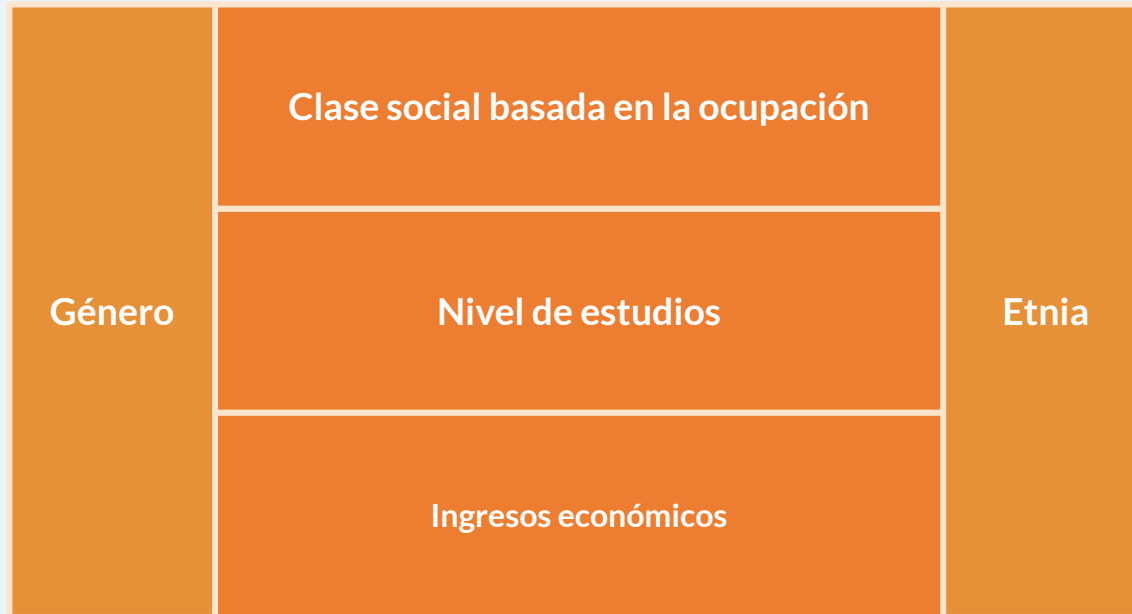 Clase social basada en la ocupación
Género
Nivel de estudios
Etnia
Ingresos económicos